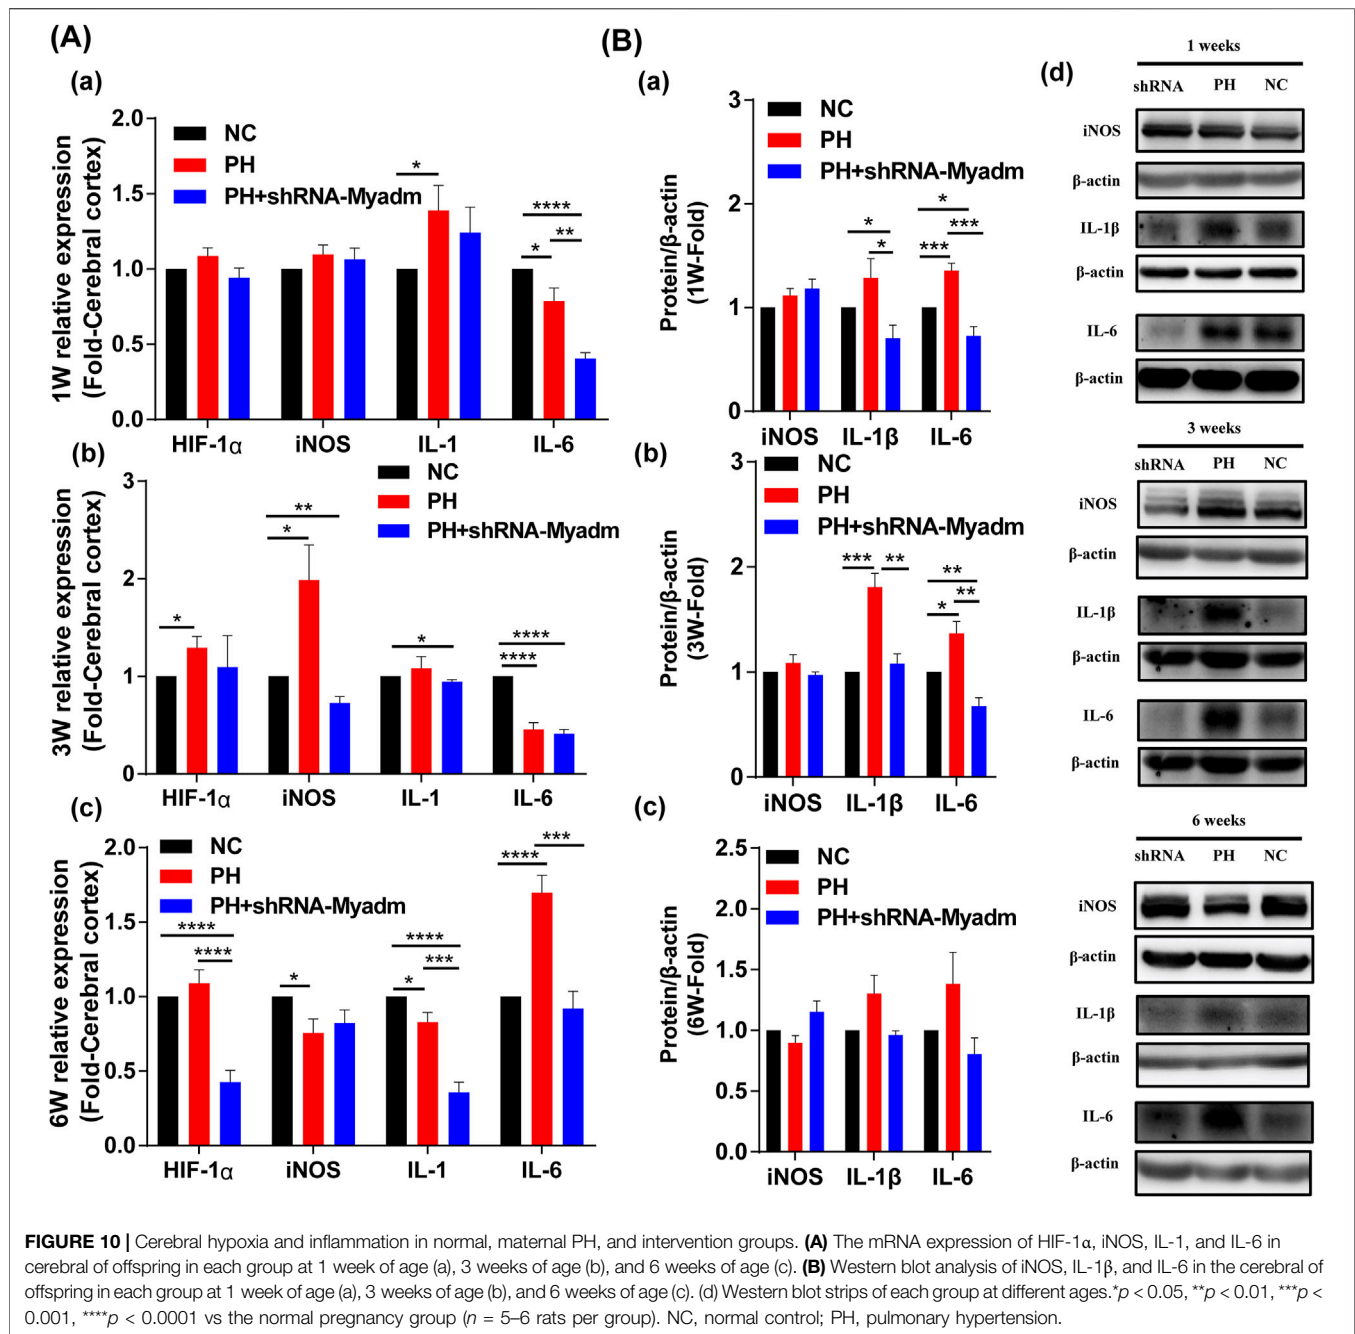 (A)
(a)
1W relative expression
(Fold-Cerebral cortex)
2.0
1.5
1.0
0.5
0.0
NC
PH
PH+shRNA-Myadm
*
****
**
*
HIF-1α iNOS IL-1 IL-6
(b)
3W relative expression
(Fold-Cerebral cortex)
3
2
1
0
NC
PH
PH+shRNA-Myadm
*
**
*
*
****
****
HIF-1α iNOS IL-1 IL-6
(c)
6W relative expression
(Fold-Cerebral cortex)
2.0
1.5
1.0
0.5
0.0
NC
PH
PH+shRNA-Myadm
****
****
*
****
***
*
***
****
HIF-1α iNOS IL-1 IL-6
(B)
(a)
Protein/β-actin
(1W-Fold)
3
2
1
0
NC
PH
PH+shRNA-Myadm
*
*
*
***
***
iNOS IL-1β IL-6
(b)
Protein/β-actin
(3W-Fold)
3
2
1
0
NC
PH
PH+shRNA-Myadm
***
**
**
**
*
iNOS IL-1β IL-6
(c)
Protein/β-actin
(6W-Fold)
2.5
2.0
1.5
1.0
0.5
0.0
NC
PH
PH+shRNA-Myadm
iNOS IL-1β IL-6
(d)
1 weeks
shRNA PH NC
iNOS
β-actin
IL-1β
β-actin
IL-6
β-actin
3 weeks
shRNA PH NC
iNOS
β-actin
IL-1β
β-actin
IL-6
β-actin
6 weeks
shRNA PH NC
iNOS
β-actin
IL-1β
β-actin
IL-6
β-actin
FIGURE 10 | Cerebral hypoxia and inflammation in normal, maternal PH, and intervention groups. (A) The mRNA expression of HIF-1α, iNOS, IL-1, and IL-6 in
cerebral of offspring in each group at 1 week of age (a), 3 weeks of age (b), and 6 weeks of age (c). (B) Western blot analysis of iNOS, IL-1β, and IL-6 in the cerebral of
offspring in each group at 1 week of age (a), 3 weeks of age (b), and 6 weeks of age (c). (d) Western blot strips of each group at different ages.*p < 0.05, **p < 0.01, ***p <
0.001, ****p < 0.0001 vs the normal pregnancy group (n = 5–6 rats per group). NC, normal control; PH, pulmonary hypertension.